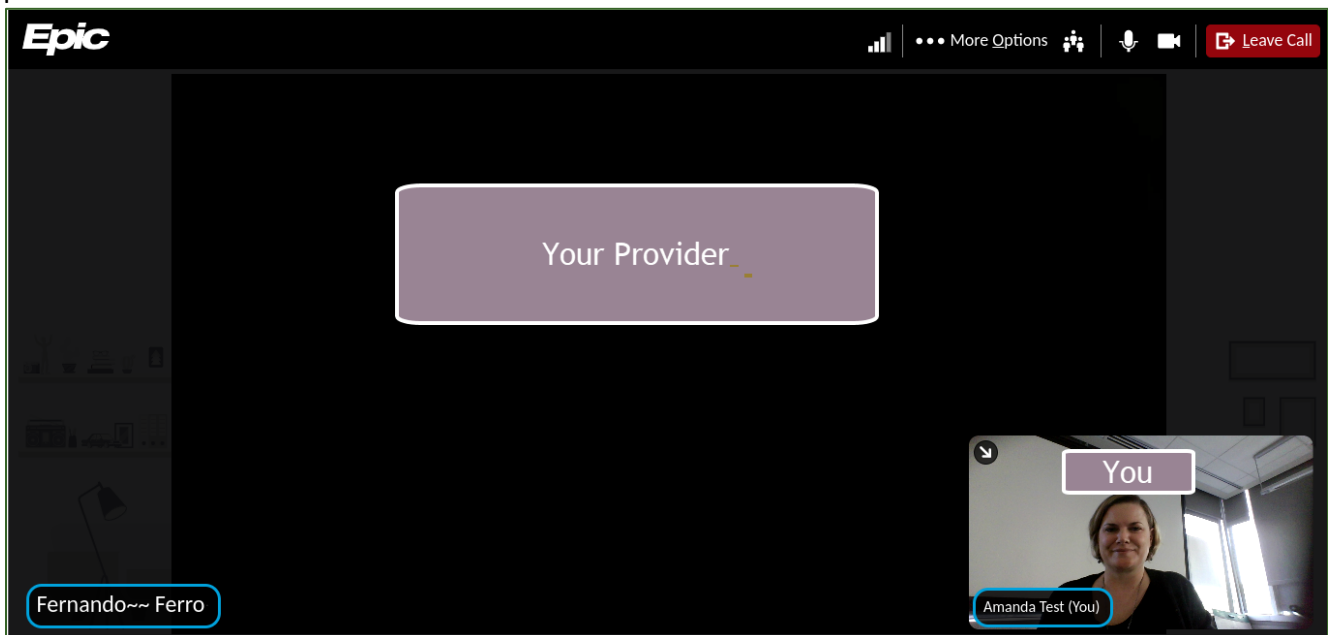 Epic
More Options
Leave Call
Your Provider
You
Fernando~~ Ferro
Amanda Test (You)